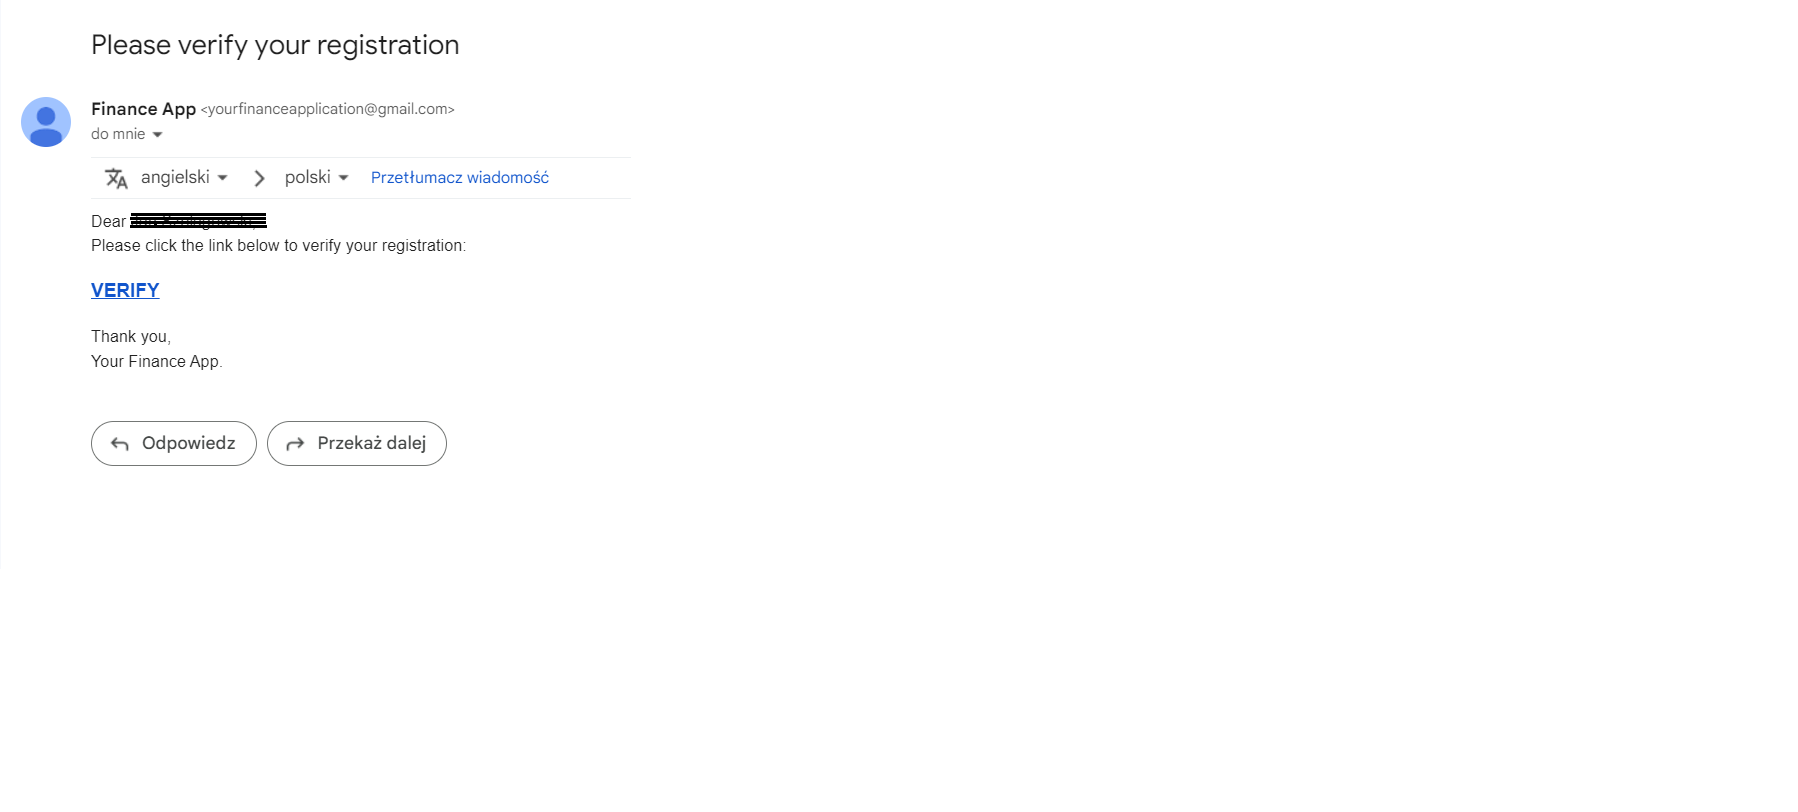 Please verify your registration
Finance App <yourfinanceapplication@gmail.com>
do mnie
angielski > polski Przetłumacz wiadomość
Dear
Please click the link below to verify your registration:
VERIFY
Thank you,
Your Finance App.
Odpowiedz Przekaż dalej